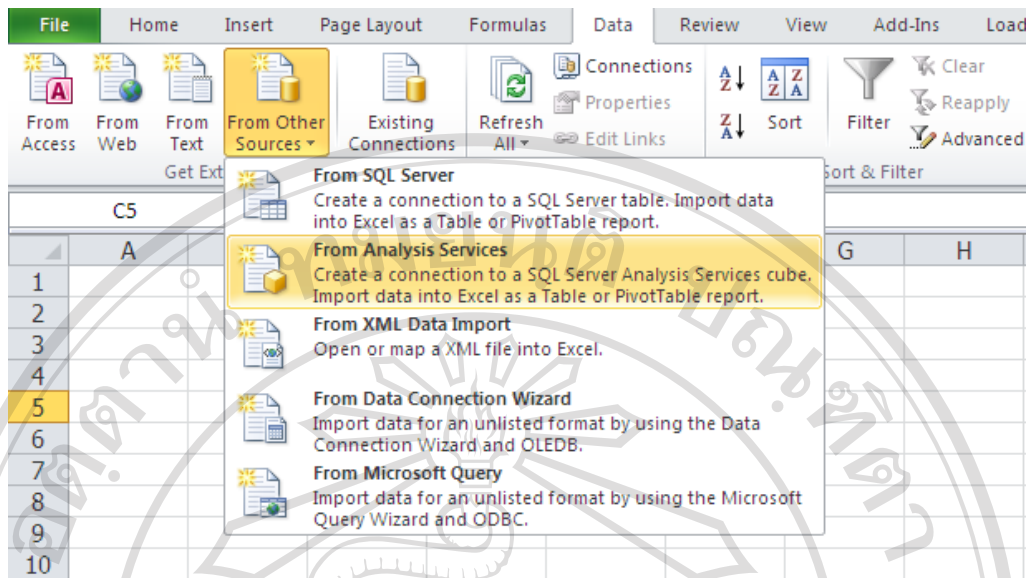 File Home Insert Page Layout Formulas Data Review View Add-Ins Load
From Access
From Web
From Text
From Other Sources
Existing Connections
Refresh All
Connections
Properties
Edit Links
Sort
Filter
Clear
Reapply
Advanced
Get Ext
Sort & Filter
From SQL Server
Create a connection to a SQL Server table. Import data
into Excel as a Table or PivotTable report.
From Analysis Services
Create a connection to a SQL Server Analysis Services cube.
Import data into Excel as a Table or PivotTable report.
From XML Data Import
Open or map a XML file into Excel.
From Data Connection Wizard
Import data for an unlisted format by using the Data
Connection Wizard and OLEDB.
From Microsoft Query
Import data for an unlisted format by using the Microsoft
Query Wizard and ODBC.
C5
A G H
1
2
3
4
5
6
7
8
9
10